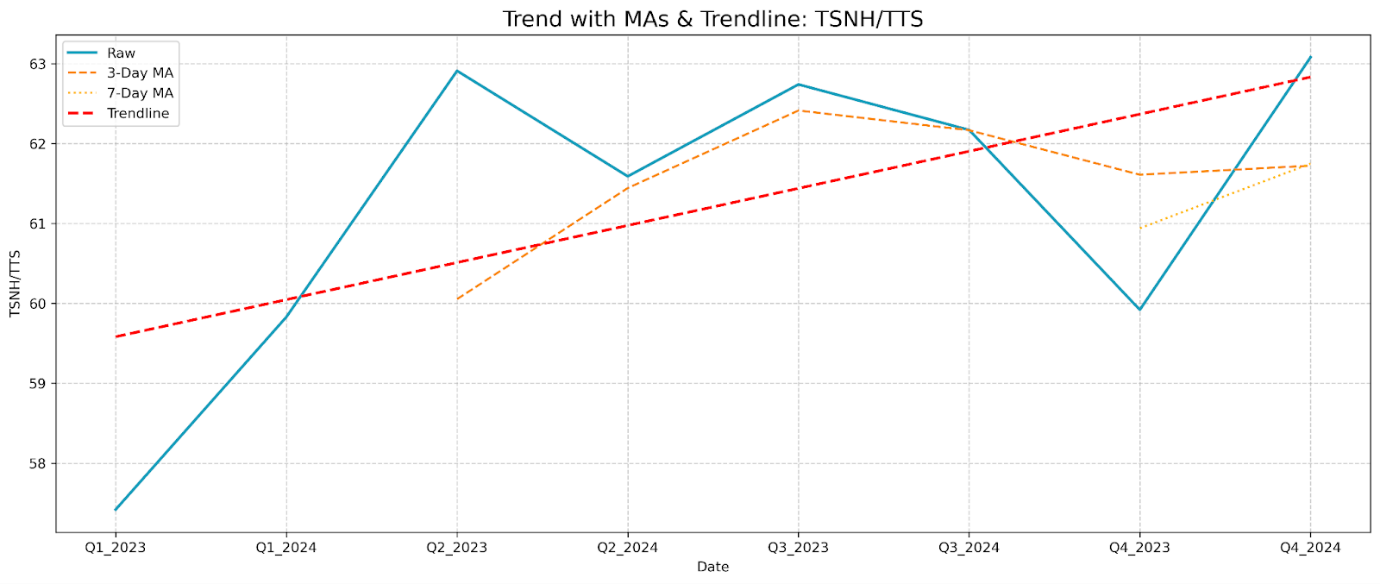 Trend with MAs & Trendline: TSNH/TTS
Raw
3-Day MA
7-Day MA
Trendline
63
62
61
60
59
58
TSNH/TTS
Q1_2023 Q1_2024 Q2_2023 Q2_2024 Q3_2023 Q3_2024 Q4_2023 Q4_2024
Date